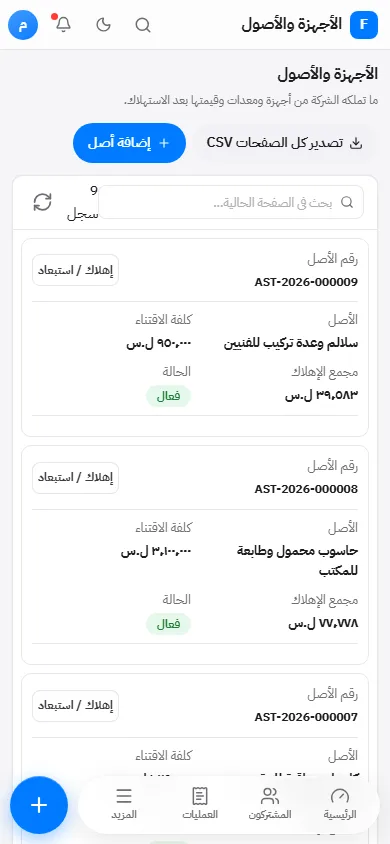 F
الأجهزة والأصول
م
الأجهزة والأصول
ما تملكه الشركة من أجهزة ومعدات وقيمتها بعد الاستهلاك.
تصدير كل الصفحات CSV
إضافة أصل
بحث في الصفحة الحالية...
9
سجل
رقم الأصل
AST-2026-000009
إهلاك / استبعاد
الأصل
سلالم وعدة تركيب للفنيين
كلفة الاقتناء
٩٥٠,٠٠٠ ل.س
مجمع الإهلاك
٣٩,٥٨٣ ل.س
الحالة
فعال
رقم الأصل
AST-2026-000008
إهلاك / استبعاد
الأصل
حاسوب محمول وطابعة
للمكتب
كلفة الاقتناء
٣,١٠٠,٠٠٠ ل.س
مجمع الإهلاك
٧٧,٧٧٨ ل.س
الحالة
فعال
رقم الأصل
AST-2026-000007
إهلاك / استبعاد
الأصل
كلفة الاقتناء
الرئيسية
المشتركون
العمليات
المزيد